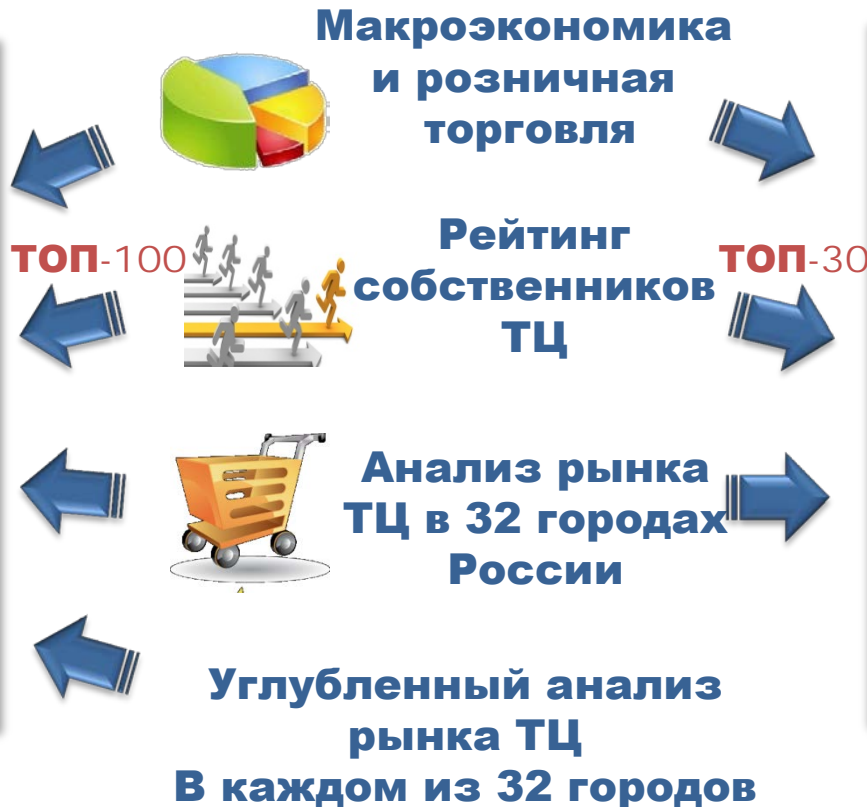 Макроэкономика
и розничная
торговля
ТОП-100
Рейтинг
собственников
ТЦ
ТОП-30
Анализ рынка
ТЦ в 32 городах
России
Углубленный анализ
рынка ТЦ
В каждом из 32 городов